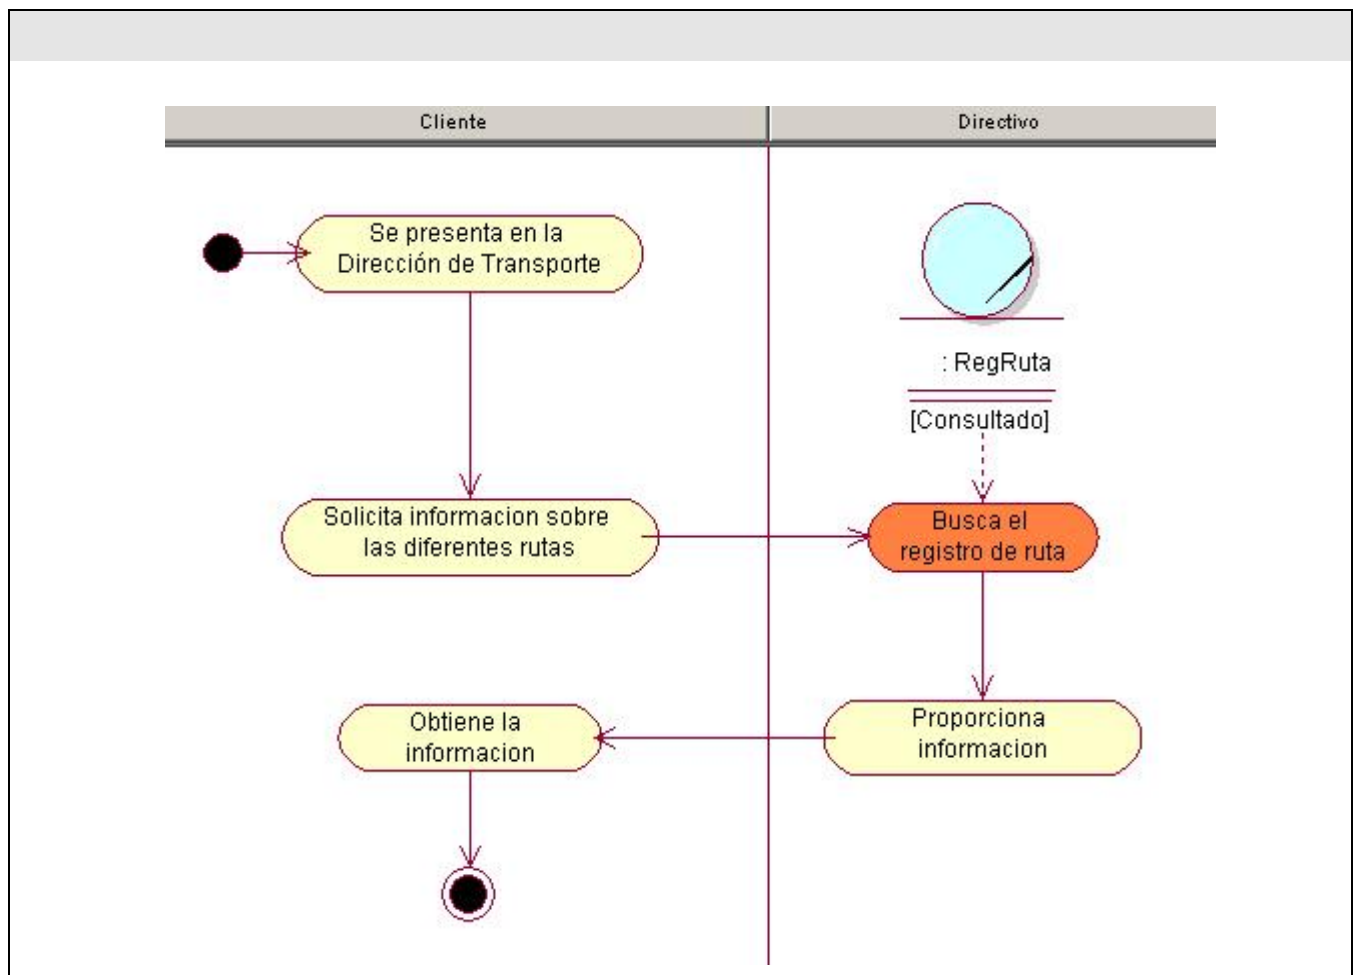 Cliente
Directivo
Se presenta en la
Dirección de Transporte
: RegRuta
[Consultado]
Solicita informacion sobre
las diferentes rutas
Busca el
registro de ruta
Obtiene la
informacion
Proporciona
informacion